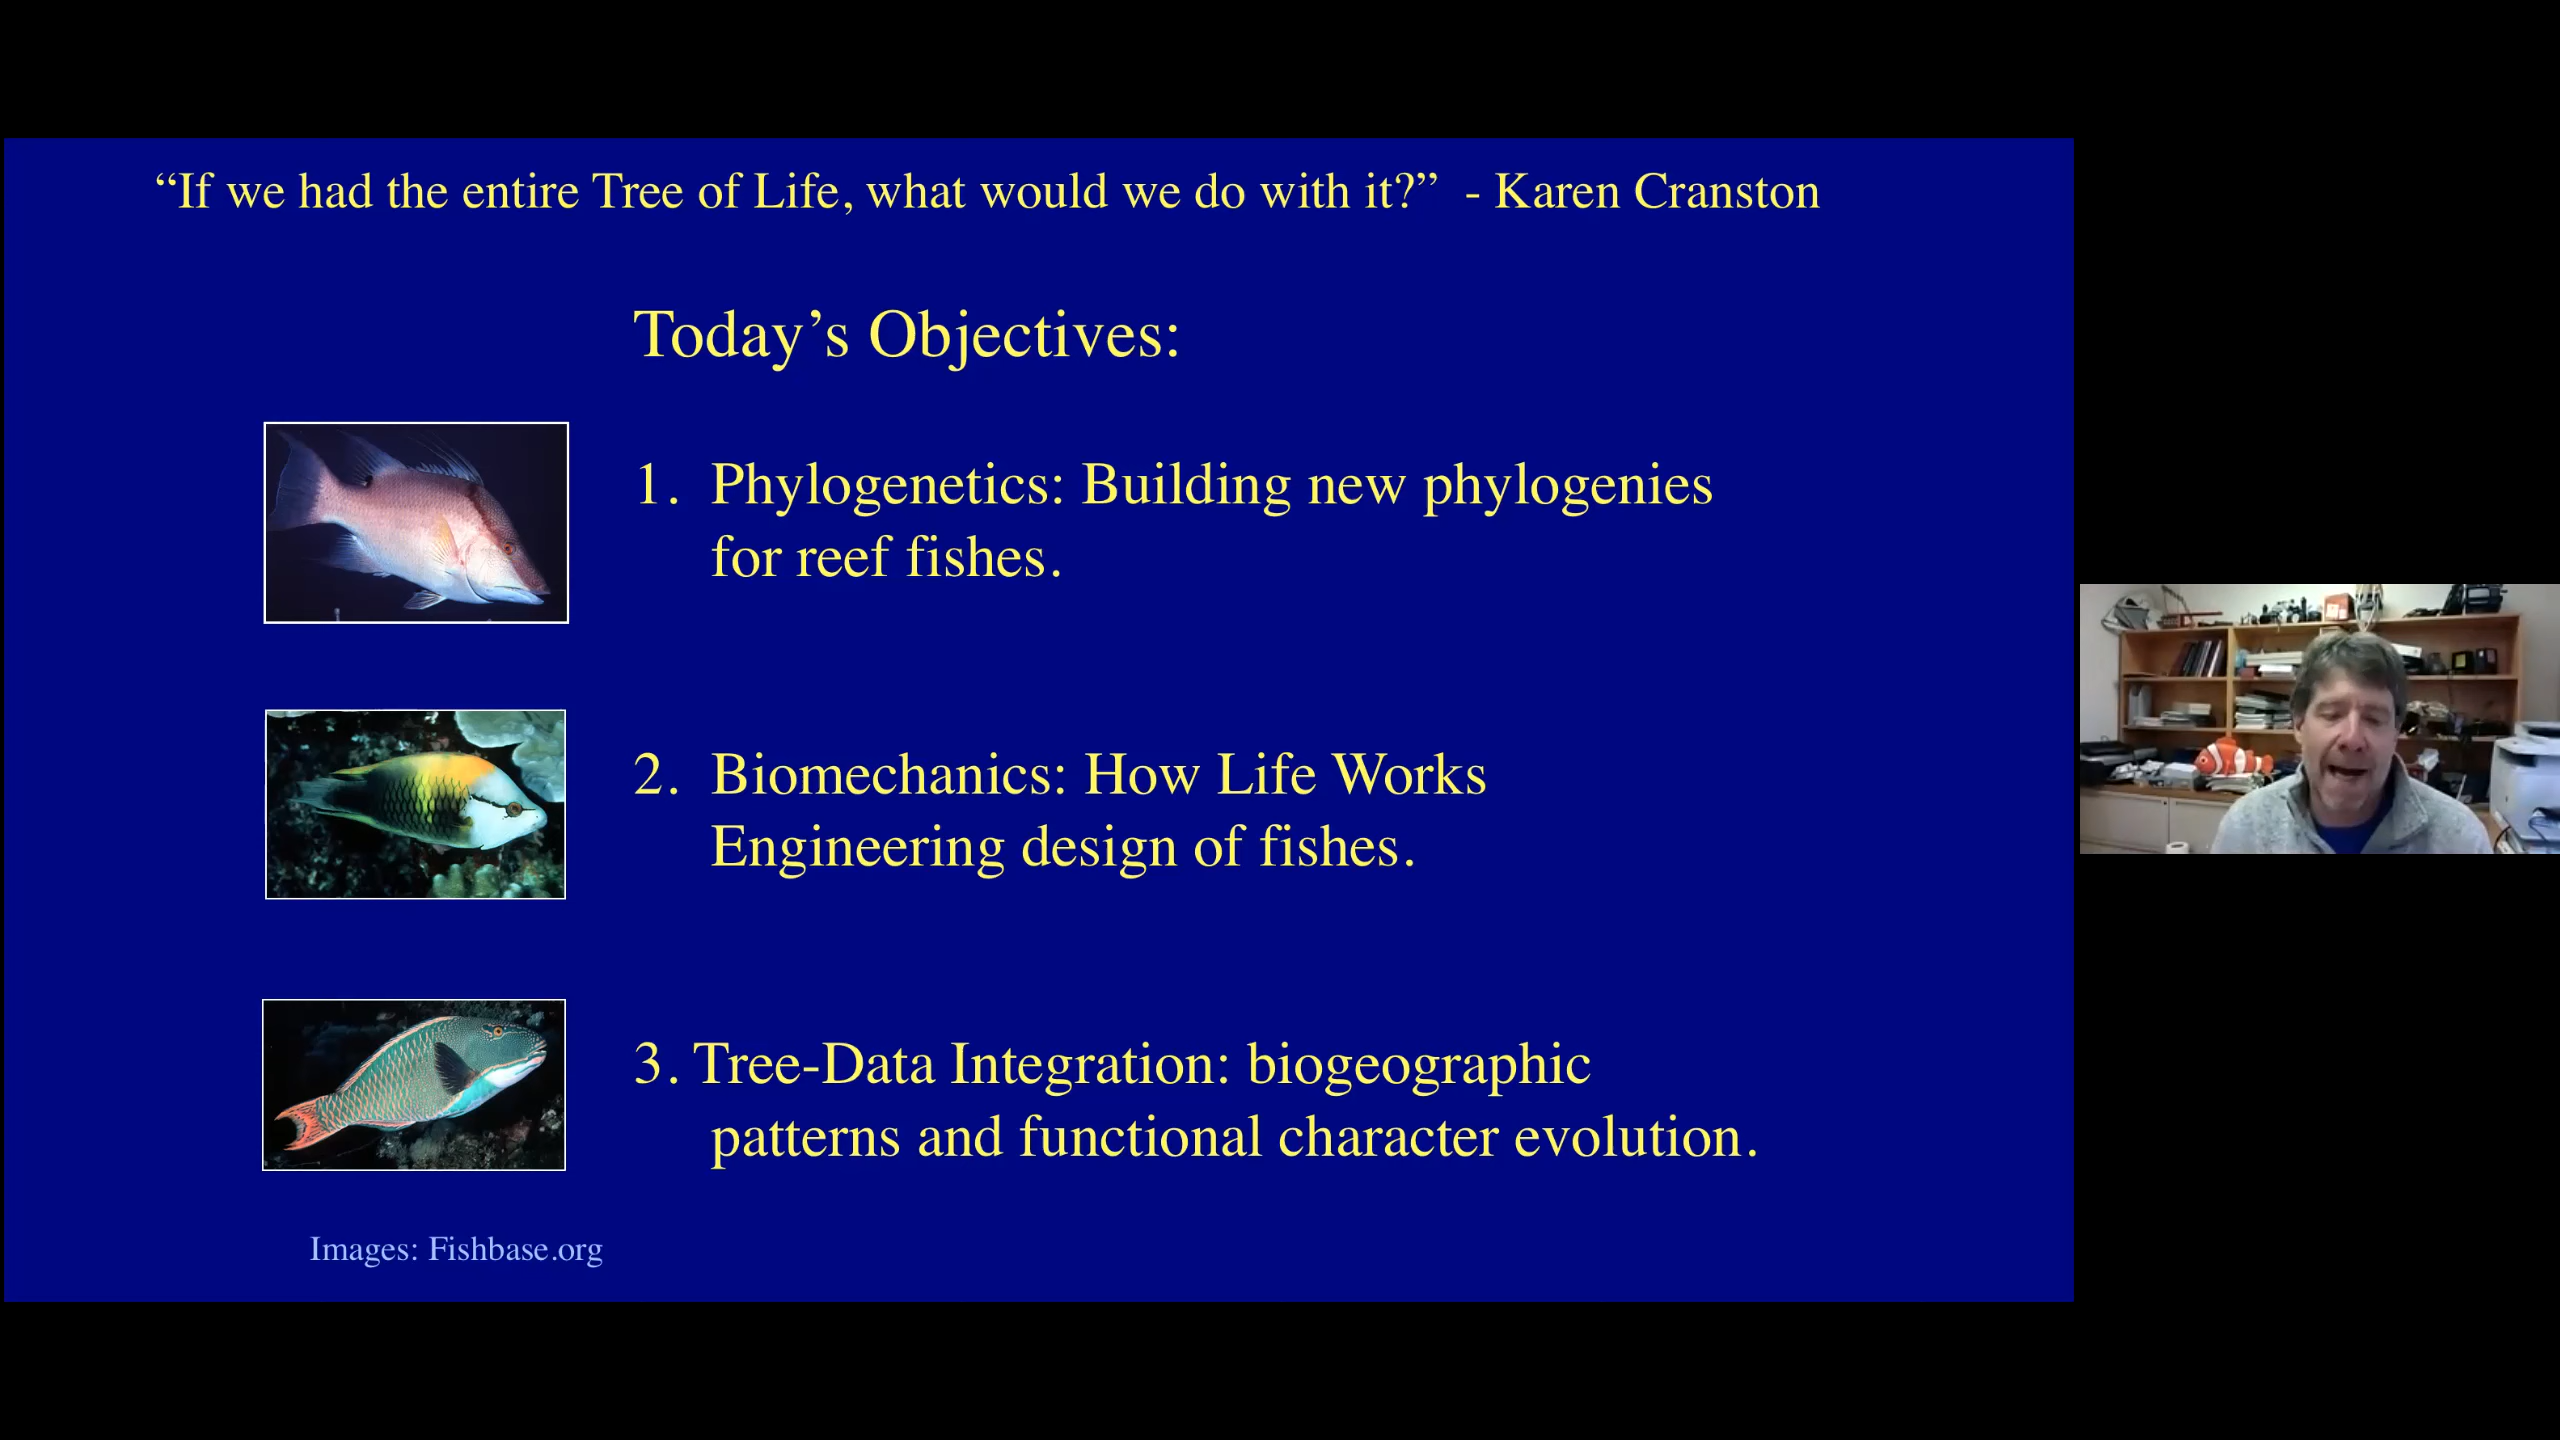 “If we had the entire Tree of Life, what would we do with it?”  - Karen Cranston
Today’s Objectives:
1. Phylogenetics: Building new phylogenies
for reef fishes.
2. Biomechanics: How Life Works
Engineering design of fishes.
3. Tree-Data Integration: biogeographic
patterns and functional character evolution.
Images: Fishbase.org